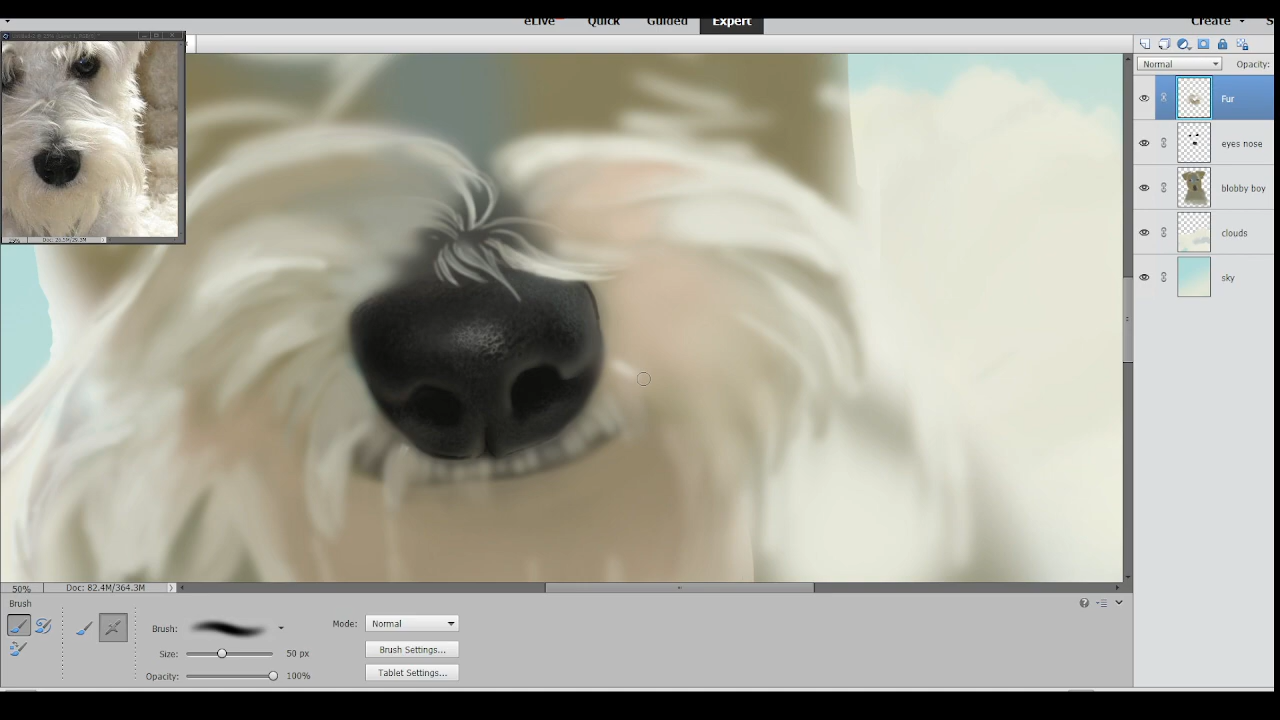 eLive Quick Guided Expert Create
Normal Opacity:
Fur
eyes nose
blobby boy
clouds
sky
50% Doc: 82.4M/364.3M
Brush
Brush: Mode: Normal
Size: 50 px Brush Settings...
Opacity: 100% Tablet Settings...